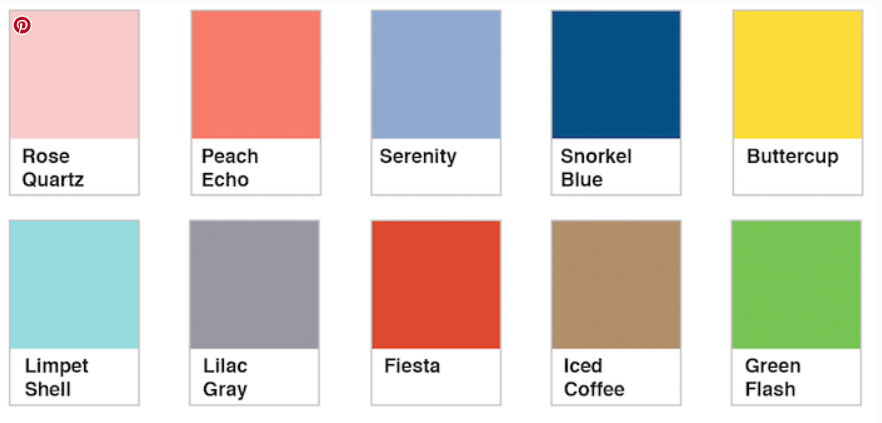 Rose
Quartz
Peach
Echo
Serenity
Snorkel
Blue
Buttercup
Limpet
Shell
Lilac
Gray
Fiesta
Iced
Coffee
Green
Flash